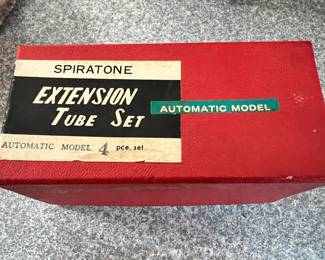 SPIRATONE
EXTENSION
TUBE SET
AUTOMATIC MODEL
AUTOMATIC MODEL 4 pce. set